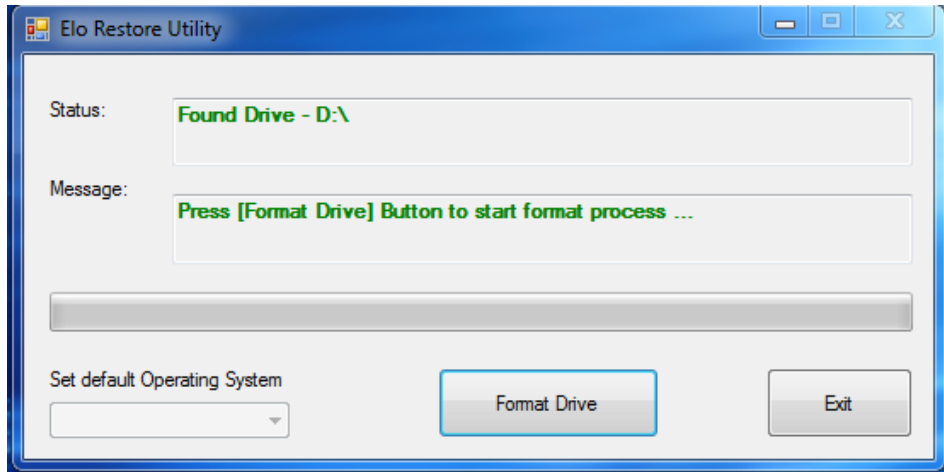 Elo Restore Utility
Status:
Found Drive - D:\
Message:
Press [Format Drive] Button to start format process ...
Set default Operating System
Format Drive
Exit